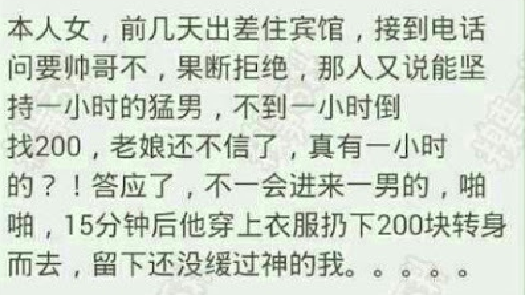 本人女，前几天出差住宾馆，接到电话
问要帅哥不，果断拒绝，那人又说能坚
持一小时的猛男，不到一小时倒
找200，老娘还不信了，真有一小时
的？！答应了，不一会进来一男的，啪
啪，15分钟后他穿上衣服扔下200块转身
而去，留下还没缓过神的我。。。。。